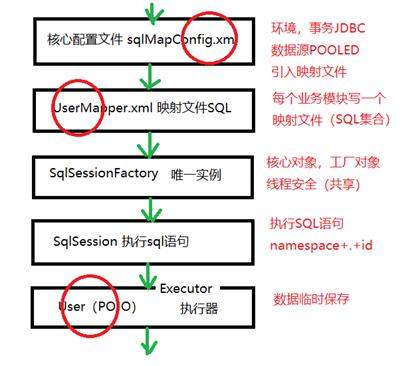 核心配置文件 sqlMapConfig.xm
环境，事务JDBC
数据源POOLED
引入映射文件
UserMapper.xml 映射文件SQL
每个业务模块写一个
映射文件（SQL集合）
SqlSessionFactory 唯一实例
核心对象，工厂对象
线程安全（共享）
SqlSession 执行sql语句
执行SQL语句
namespace+.+id
Executor
User（POJO） 执行器
数据临时保存